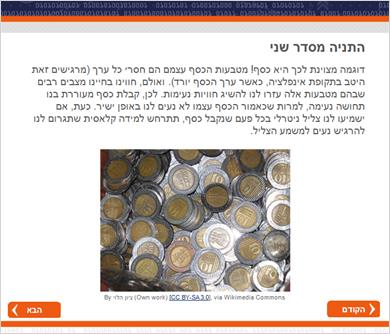 התניה מסדר שני
דוגמה מצוינת לכך היא כסף! מטבעות הכסף עצמם הם חסרי כל ערך (מרגישים זאת
היטב בתקופת אינפלציה, כאשר ערך הכסף יורד). ואולם, חווינו בחיינו מצבים רבים
שבהם מטבעות אלה עזרו לנו להשיג חוויות נעימות. לכן, קבלת כסף מעוררת בנו
תחושה נעימה, למרות שכאמור הכסף עצמו לא נעים לנו באופן ישיר. כעת, אם
ישמיעו לנו צליל ניטרלי בכל פעם שנקבל כסף, תתרחש למידה קלאסית שתגרום לנו
להרגיש נעים למשמע הצליל.
By ציון הלוי (Own work) [CC BY-SA 3.0], via Wikimedia Commons
הקודם
הבא